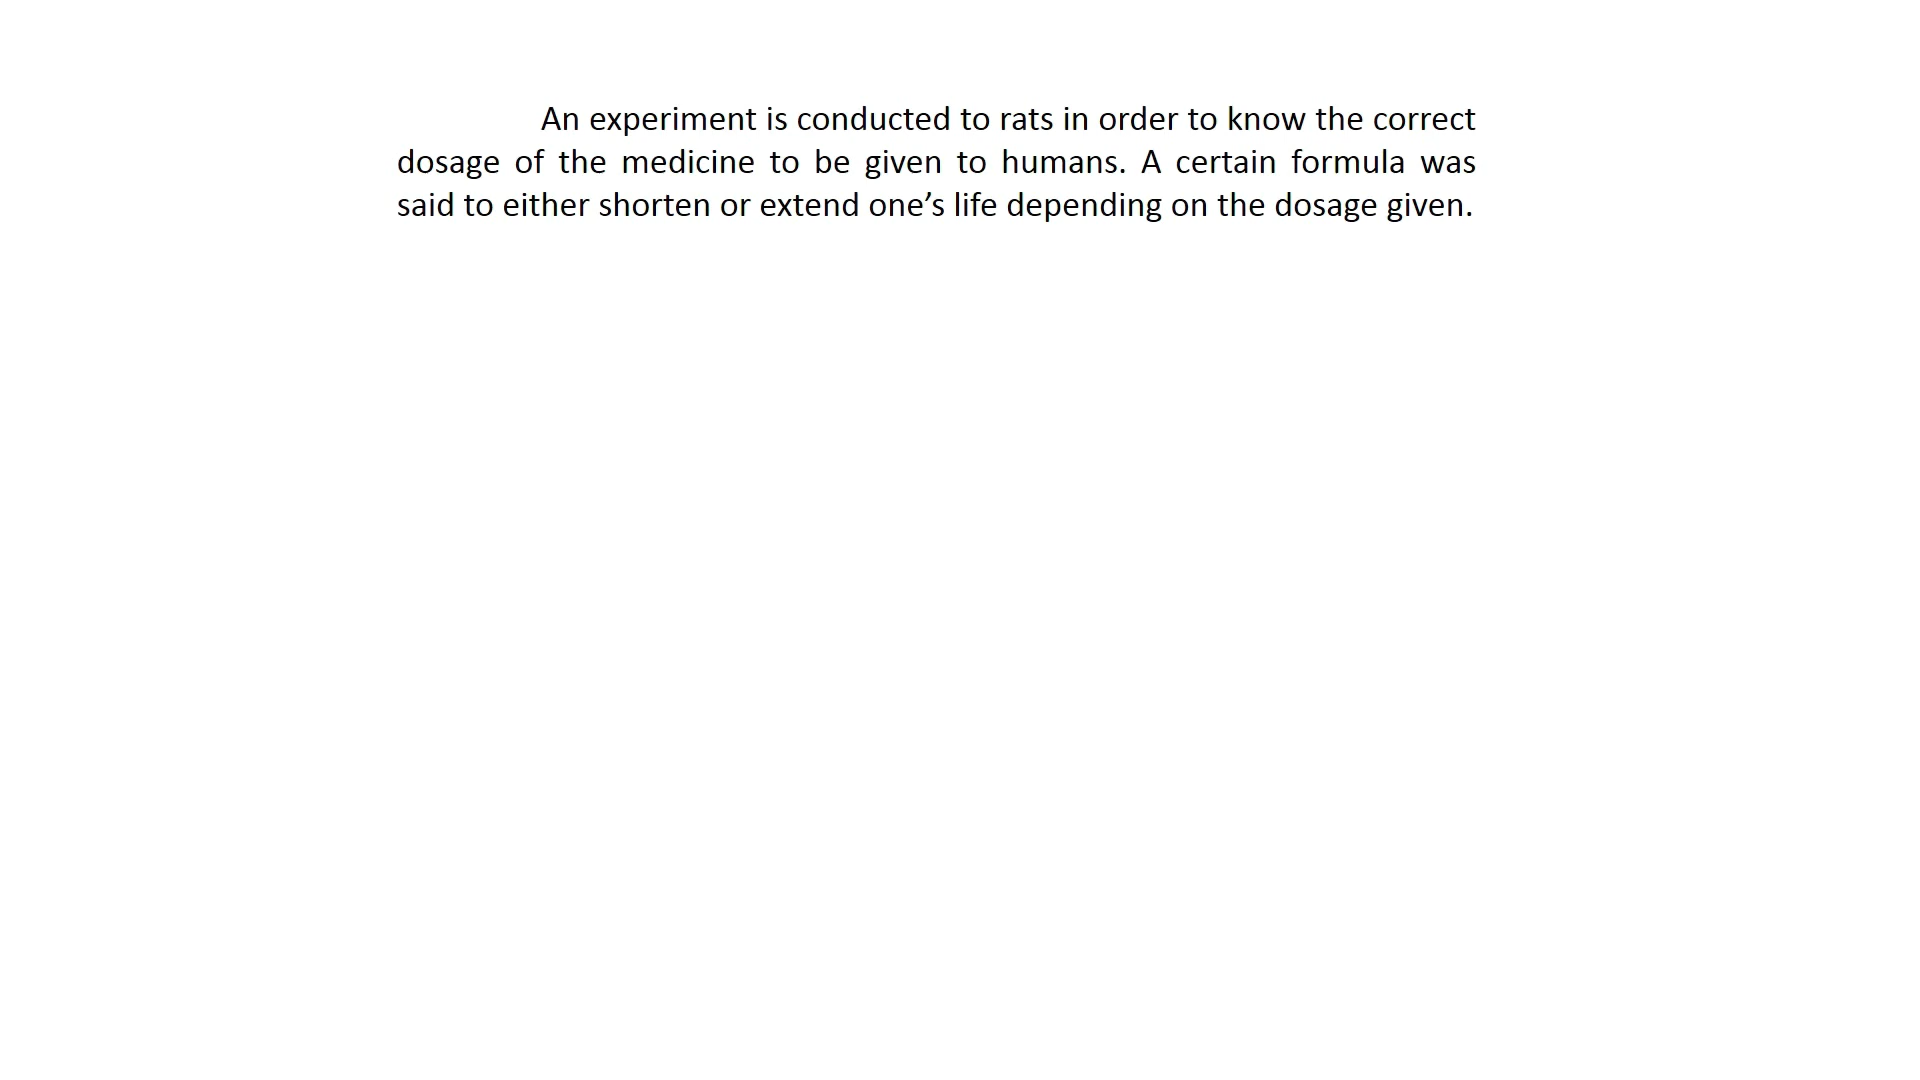 An experiment is conducted to rats in order to know the correct
dosage of the medicine to be given to humans. A certain formula was
said to either shorten or extend one’s life depending on the dosage given.